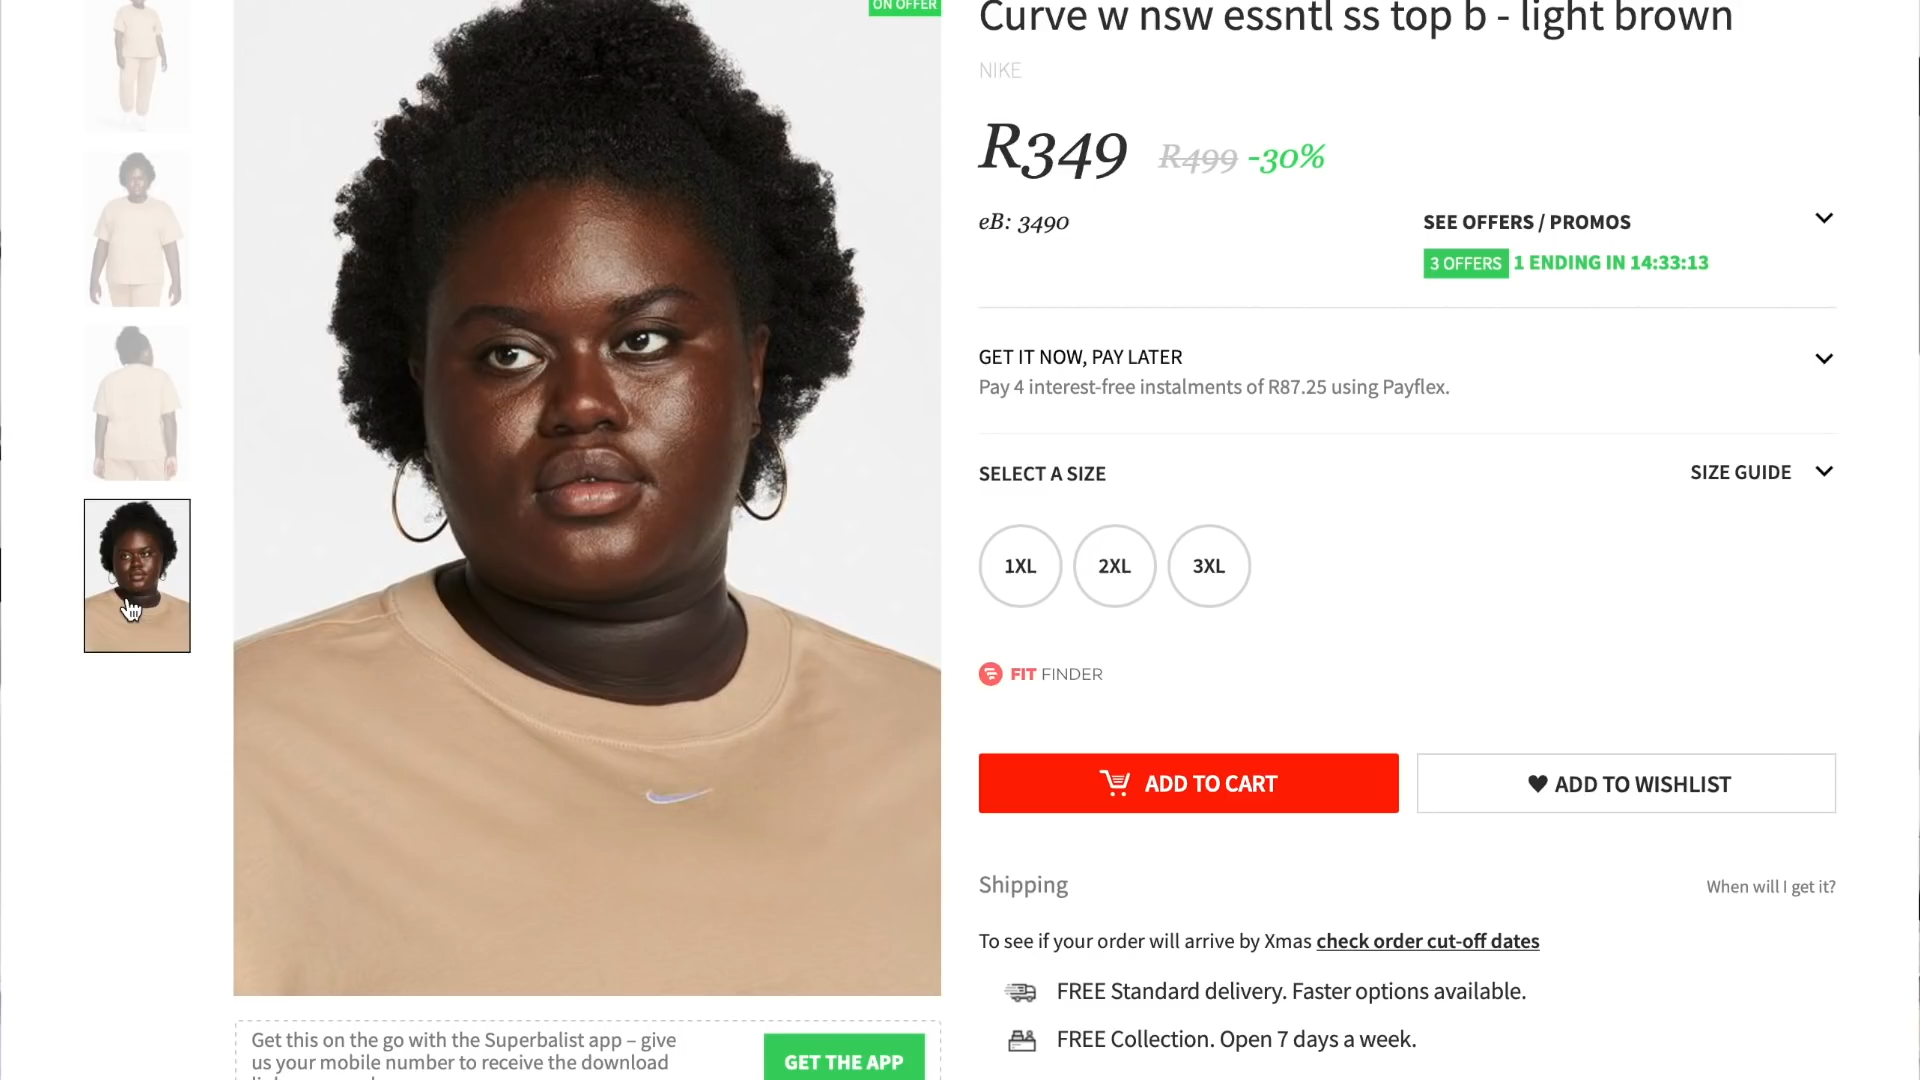 ON OFFER
Curve w nsw essntl ss top b - light brown
NIKE
R349 R499 -30%
eB: 3490
SEE OFFERS / PROMOS
3 OFFERS 1 ENDING IN 14:33:13
GET IT NOW, PAY LATER
Pay 4 interest-free instalments of R87.25 using Payflex.
SELECT A SIZE
SIZE GUIDE
1XL 2XL 3XL
FIT FINDER
ADD TO CART
ADD TO WISHLIST
Shipping
When will I get it?
To see if your order will arrive by Xmas check order cut-off dates
FREE Standard delivery. Faster options available.
FREE Collection. Open 7 days a week.
Get this on the go with the Superbalist app – give
us your mobile number to receive the download
GET THE APP